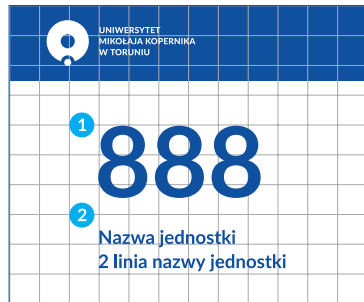 UNIWERSYTET
MIKOŁAJA KOPERNIKA
W TORUNIU
1
888
2
Nazwa jednostki
2 linia nazwy jednostki